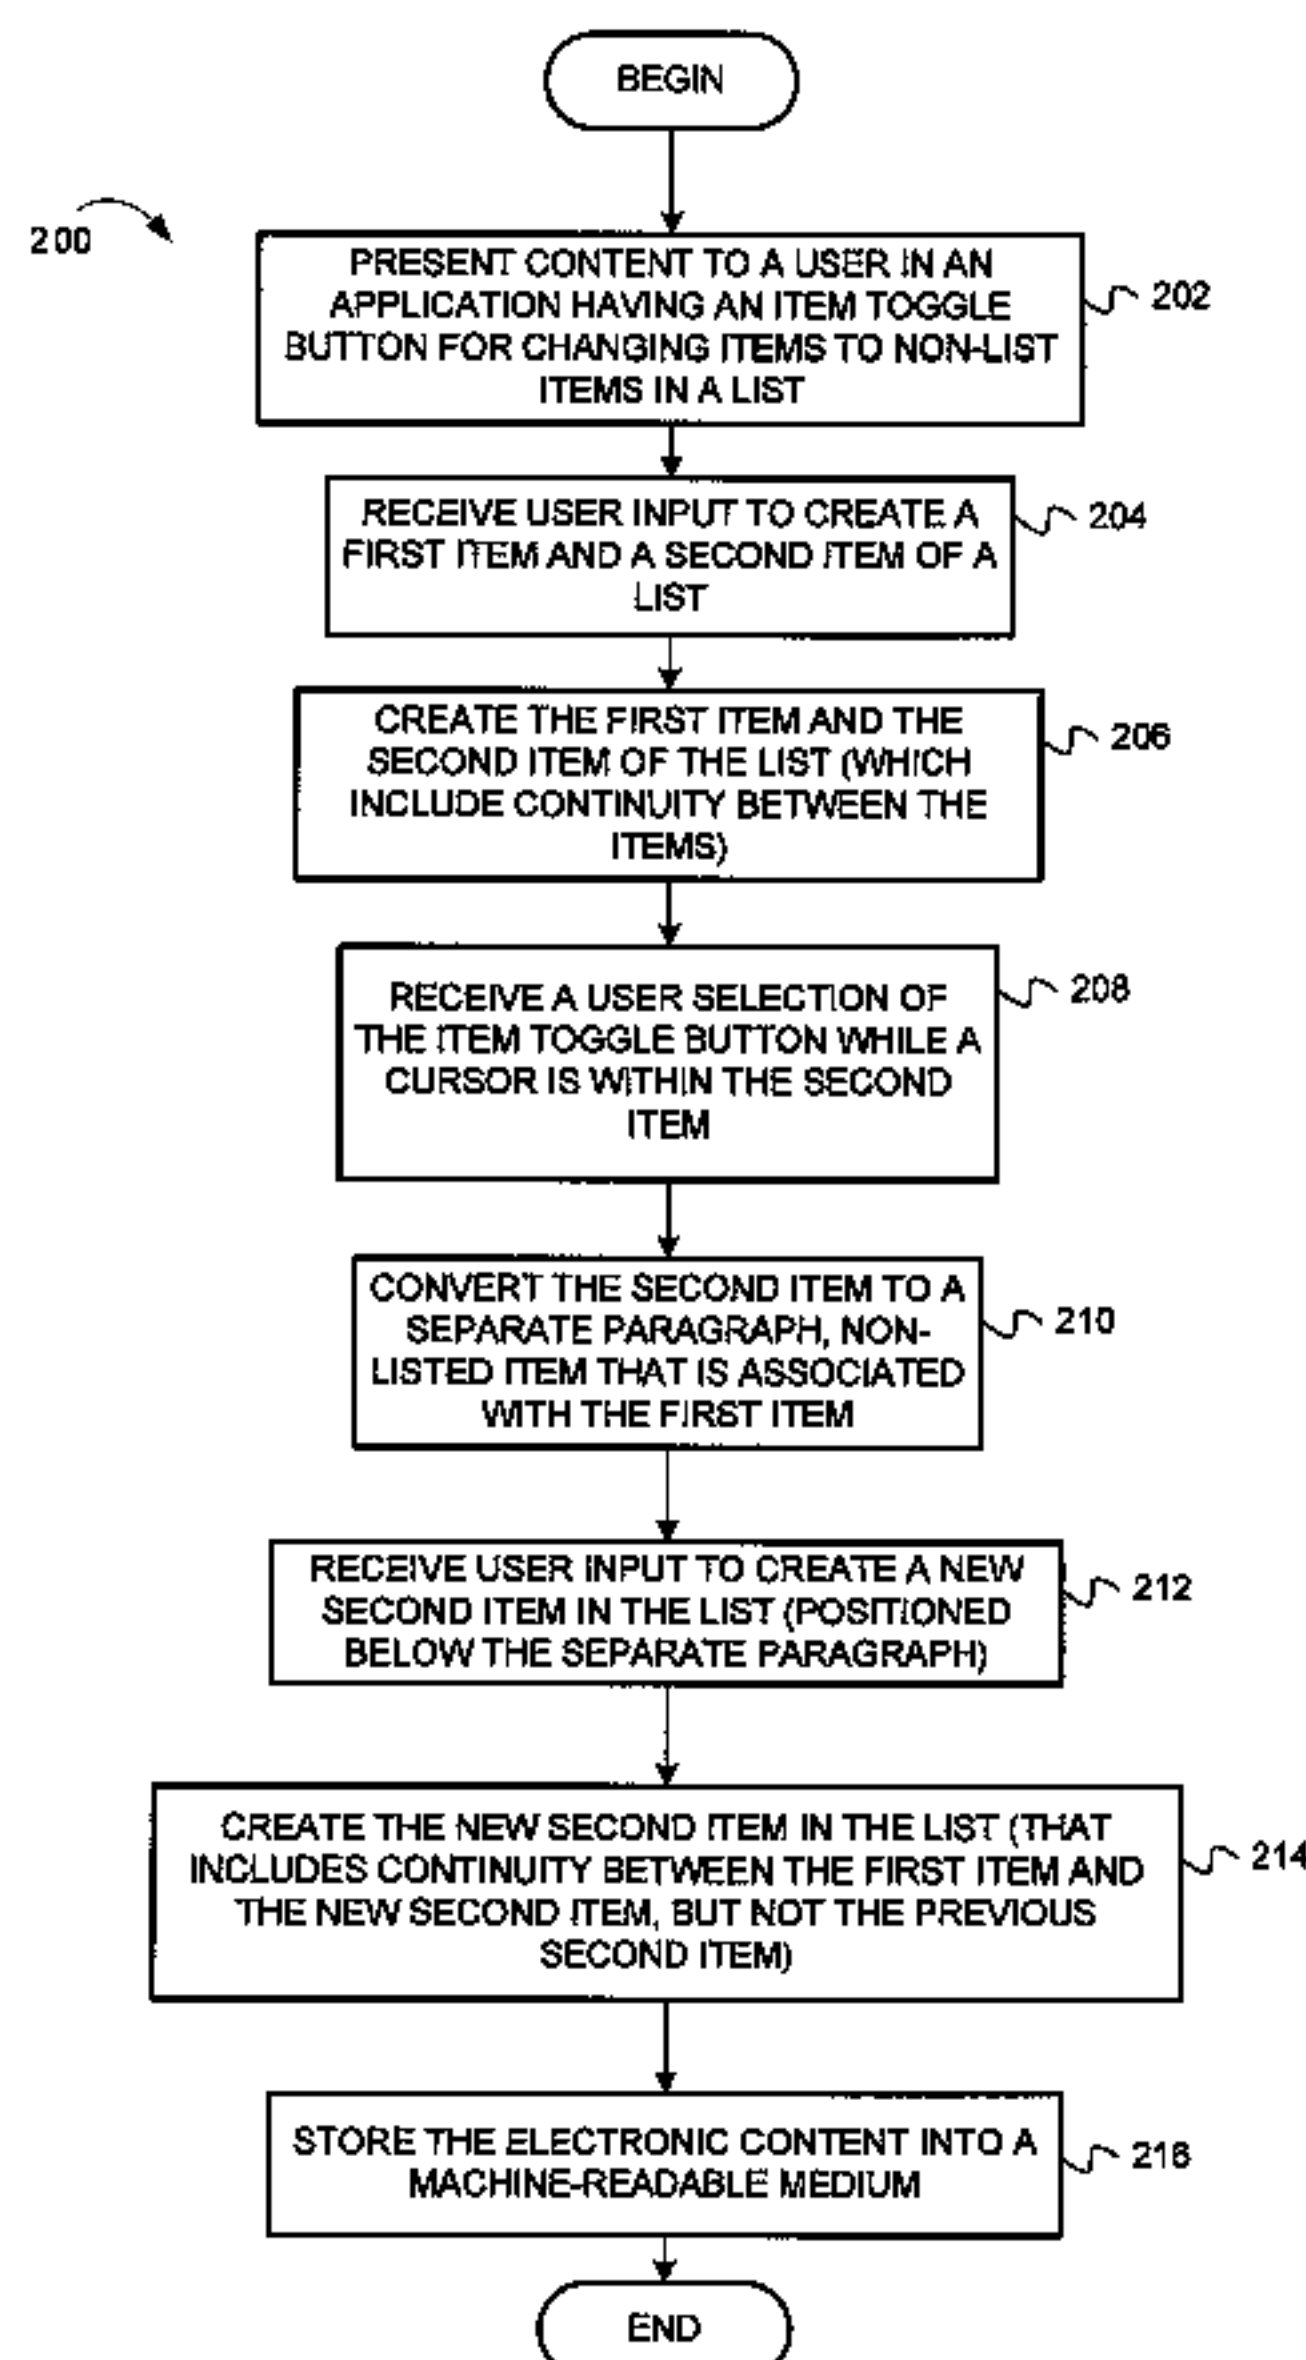 BEGIN
200
PRESENT CONTENT TO A USER IN AN
APPLICATION HAVING AN ITEM TOGGLE
BUTTON FOR CHANGING ITEMS TO NON-LIST
ITEMS IN A LIST
202
RECEIVE USER INPUT TO CREATE A
FIRST ITEM AND A SECOND ITEM OF A
LIST
204
CREATE THE FIRST ITEM AND THE
SECOND ITEM OF THE LIST (WHICH
INCLUDE CONTINUITY BETWEEN THE
ITEMS)
206
RECEIVE A USER SELECTION OF
THE ITEM TOGGLE BUTTON WHILE A
CURSOR IS WITHIN THE SECOND
ITEM
208
CONVERT THE SECOND ITEM TO A
SEPARATE PARAGRAPH, NON-
LISTED ITEM THAT IS ASSOCIATED
WITH THE FIRST ITEM
210
RECEIVE USER INPUT TO CREATE A NEW
SECOND ITEM IN THE LIST (POSITIONED
BELOW THE SEPARATE PARAGRAPH)
212
CREATE THE NEW SECOND ITEM IN THE LIST (THAT
INCLUDES CONTINUITY BETWEEN THE FIRST ITEM AND
THE NEW SECOND ITEM, BUT NOT THE PREVIOUS
SECOND ITEM)
214
STORE THE ELECTRONIC CONTENT INTO A
MACHINE-READABLE MEDIUM
216
END